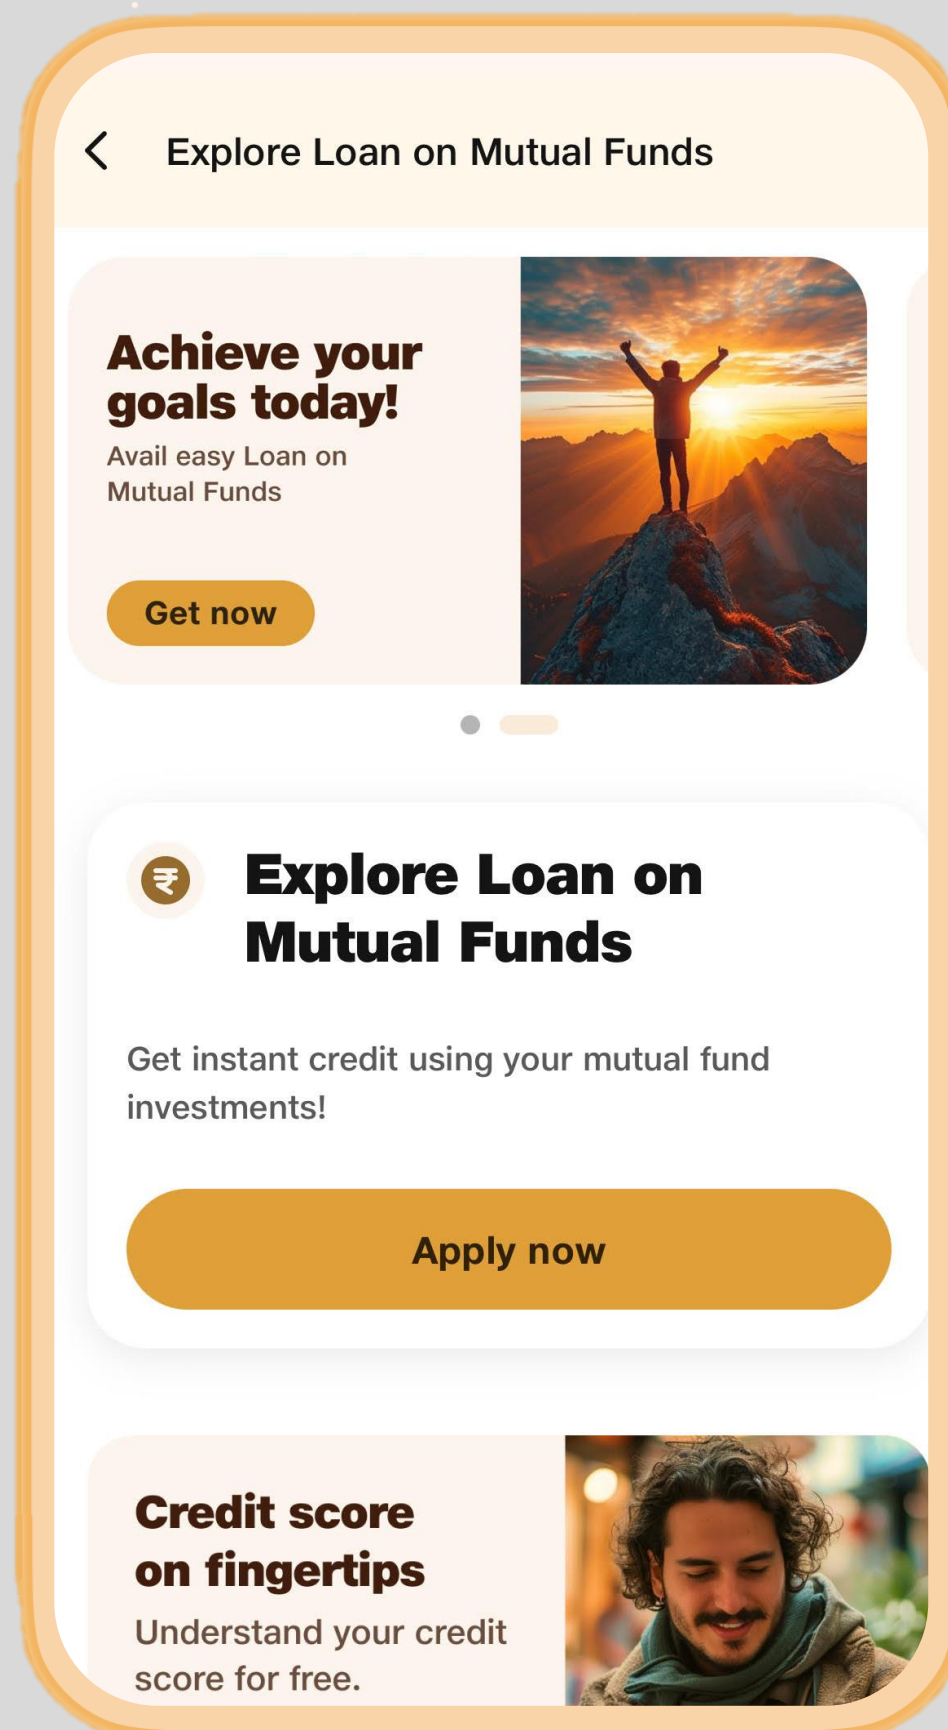 Explore Loan on Mutual Funds
Achieve your
goals today!
Avail easy Loan on
Mutual Funds
Get now
₹
Explore Loan on
Mutual Funds
Get instant credit using your mutual fund
investments!
Apply now
Credit score
on fingertips
Understand your credit
score for free.